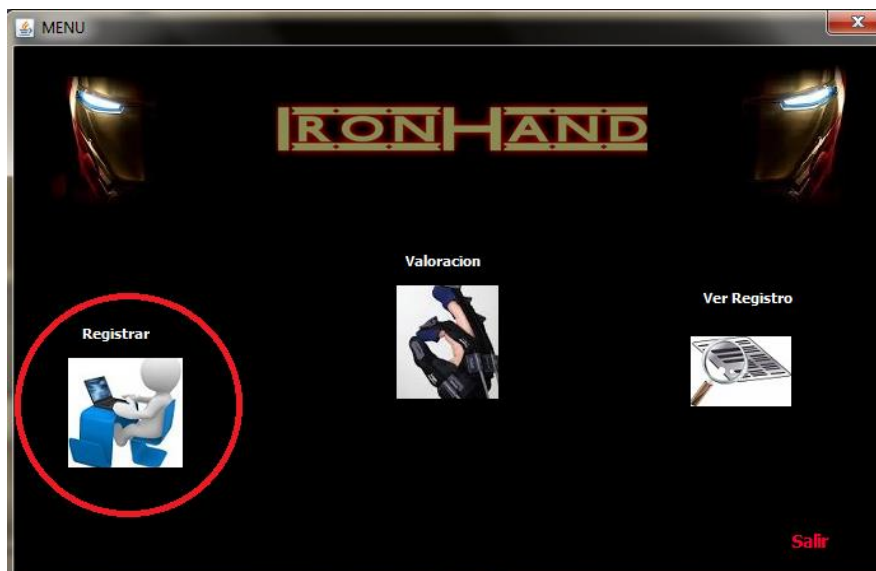 MENU
IRONHAND
Valoracion
Ver Registro
Registrar
Salir